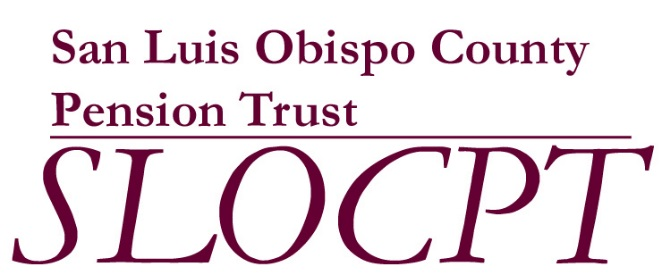 San Luis Obispo County
Pension Trust
SLOCPT